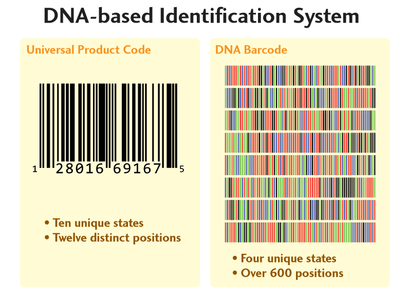 DNA-based Identification System
Universal Product Code
1 28016 69167 5
• Ten unique states
• Twelve distinct positions
DNA Barcode
• Four unique states
• Over 600 positions